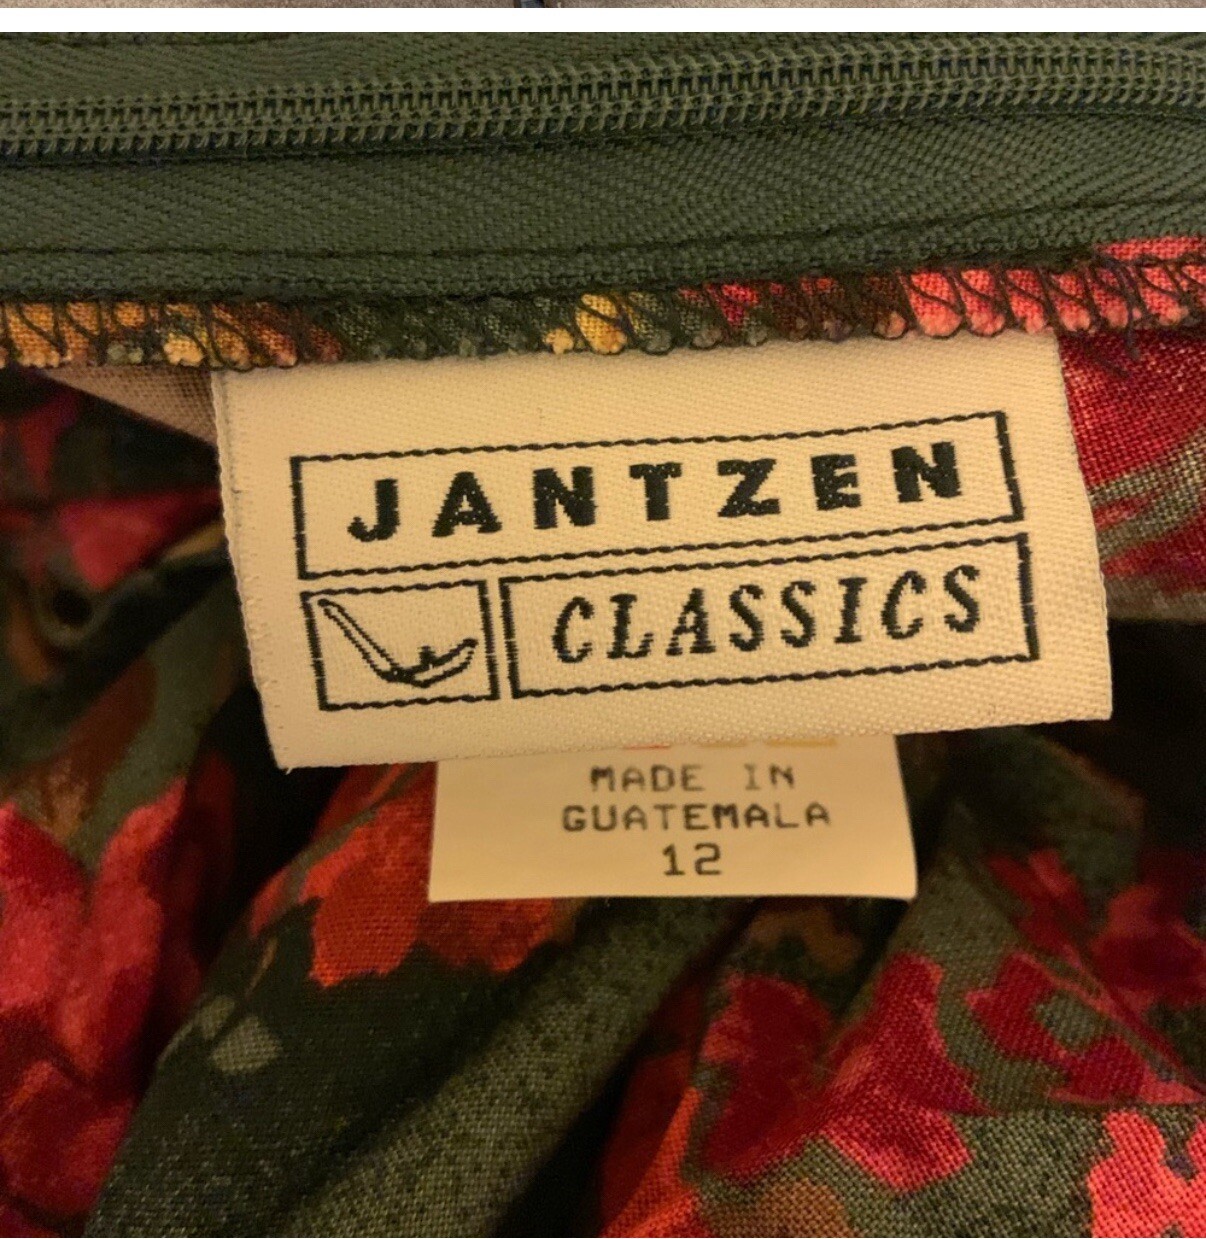 JANTZEN
CLASSICS
MADE IN
GUATEMALA
12